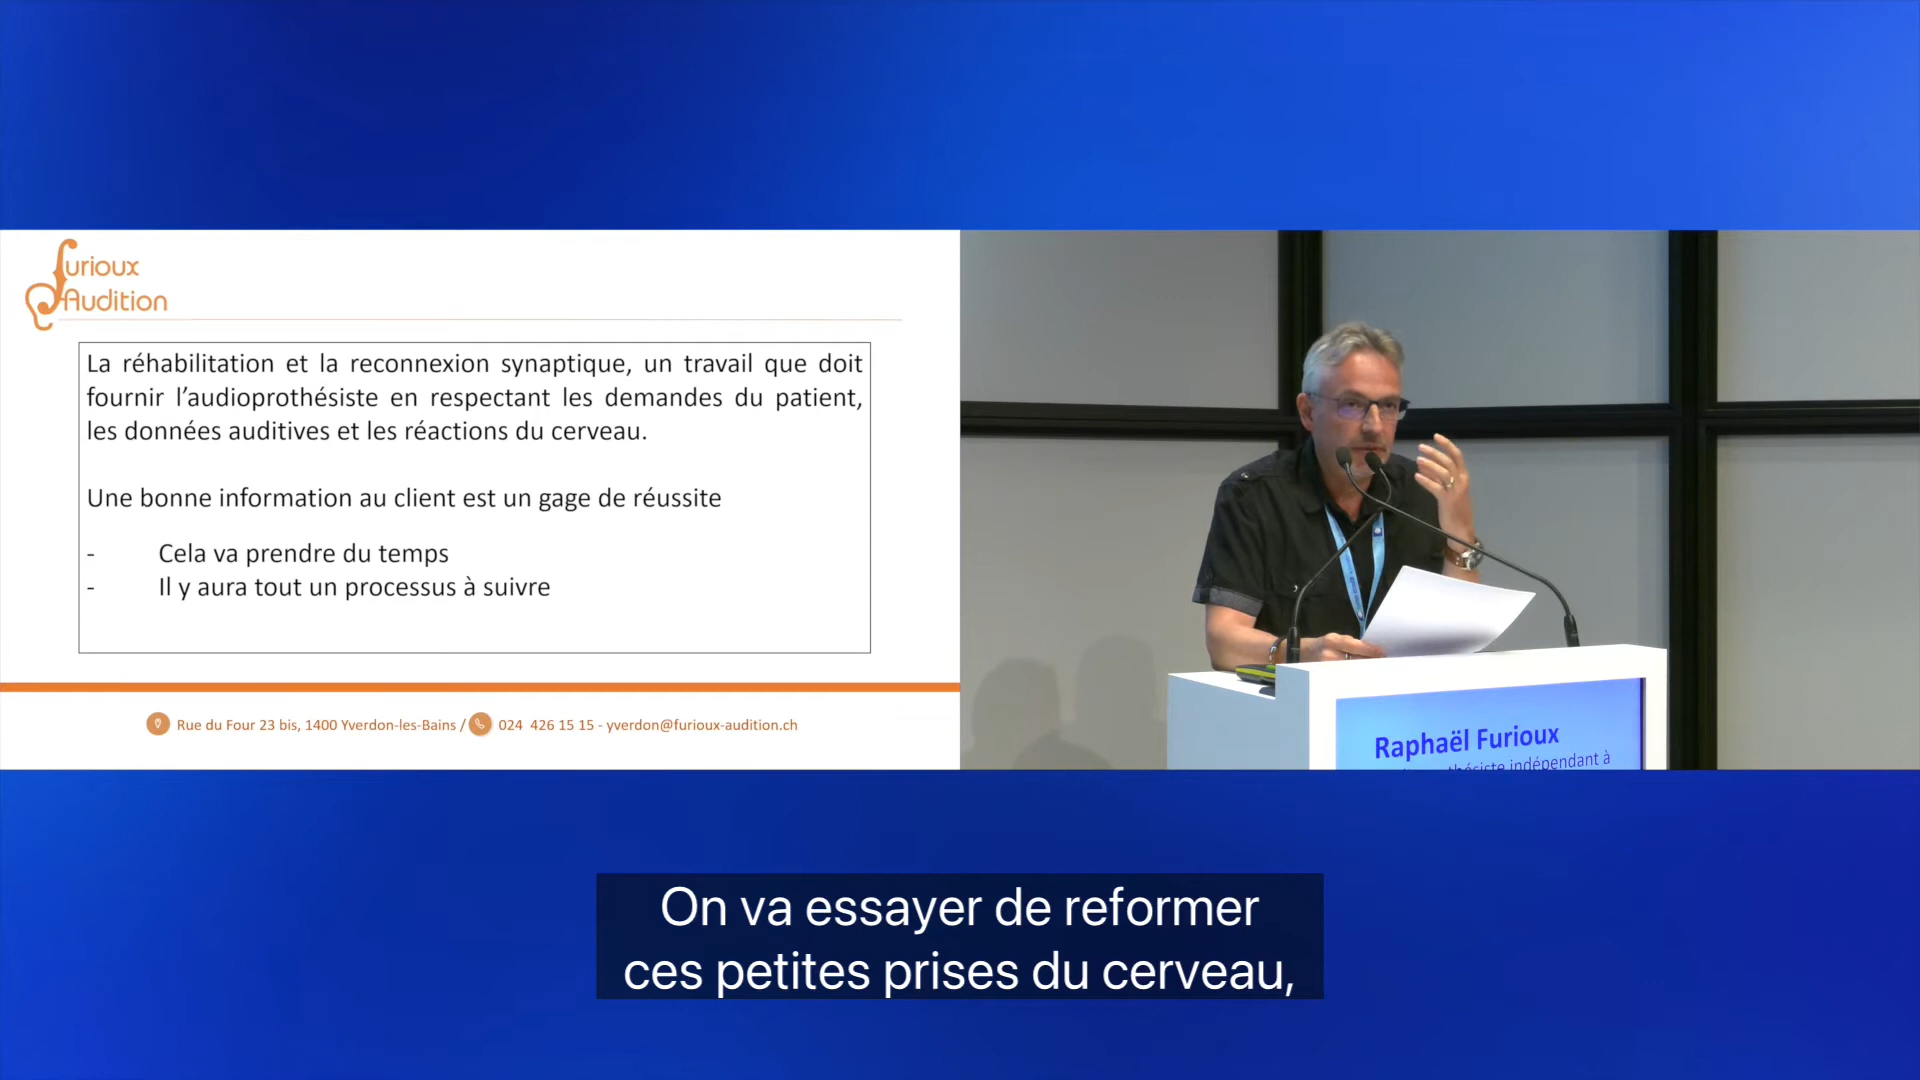 Furioux
Audition
La réhabilitation et la reconnexion synaptique, un travail que doit
fournir l’audioprothésiste en respectant les demandes du patient,
les données auditives et les réactions du cerveau.
Une bonne information au client est un gage de réussite
- Cela va prendre du temps
- Il y aura tout un processus à suivre
Rue du Four 23 bis, 1400 Yverdon-les-Bains / 024 426 15 15 - yverdon@furioux-audition.ch
Raphaël Furioux
indépendant à
On va essayer de reformer
ces petites prises du cerveau,